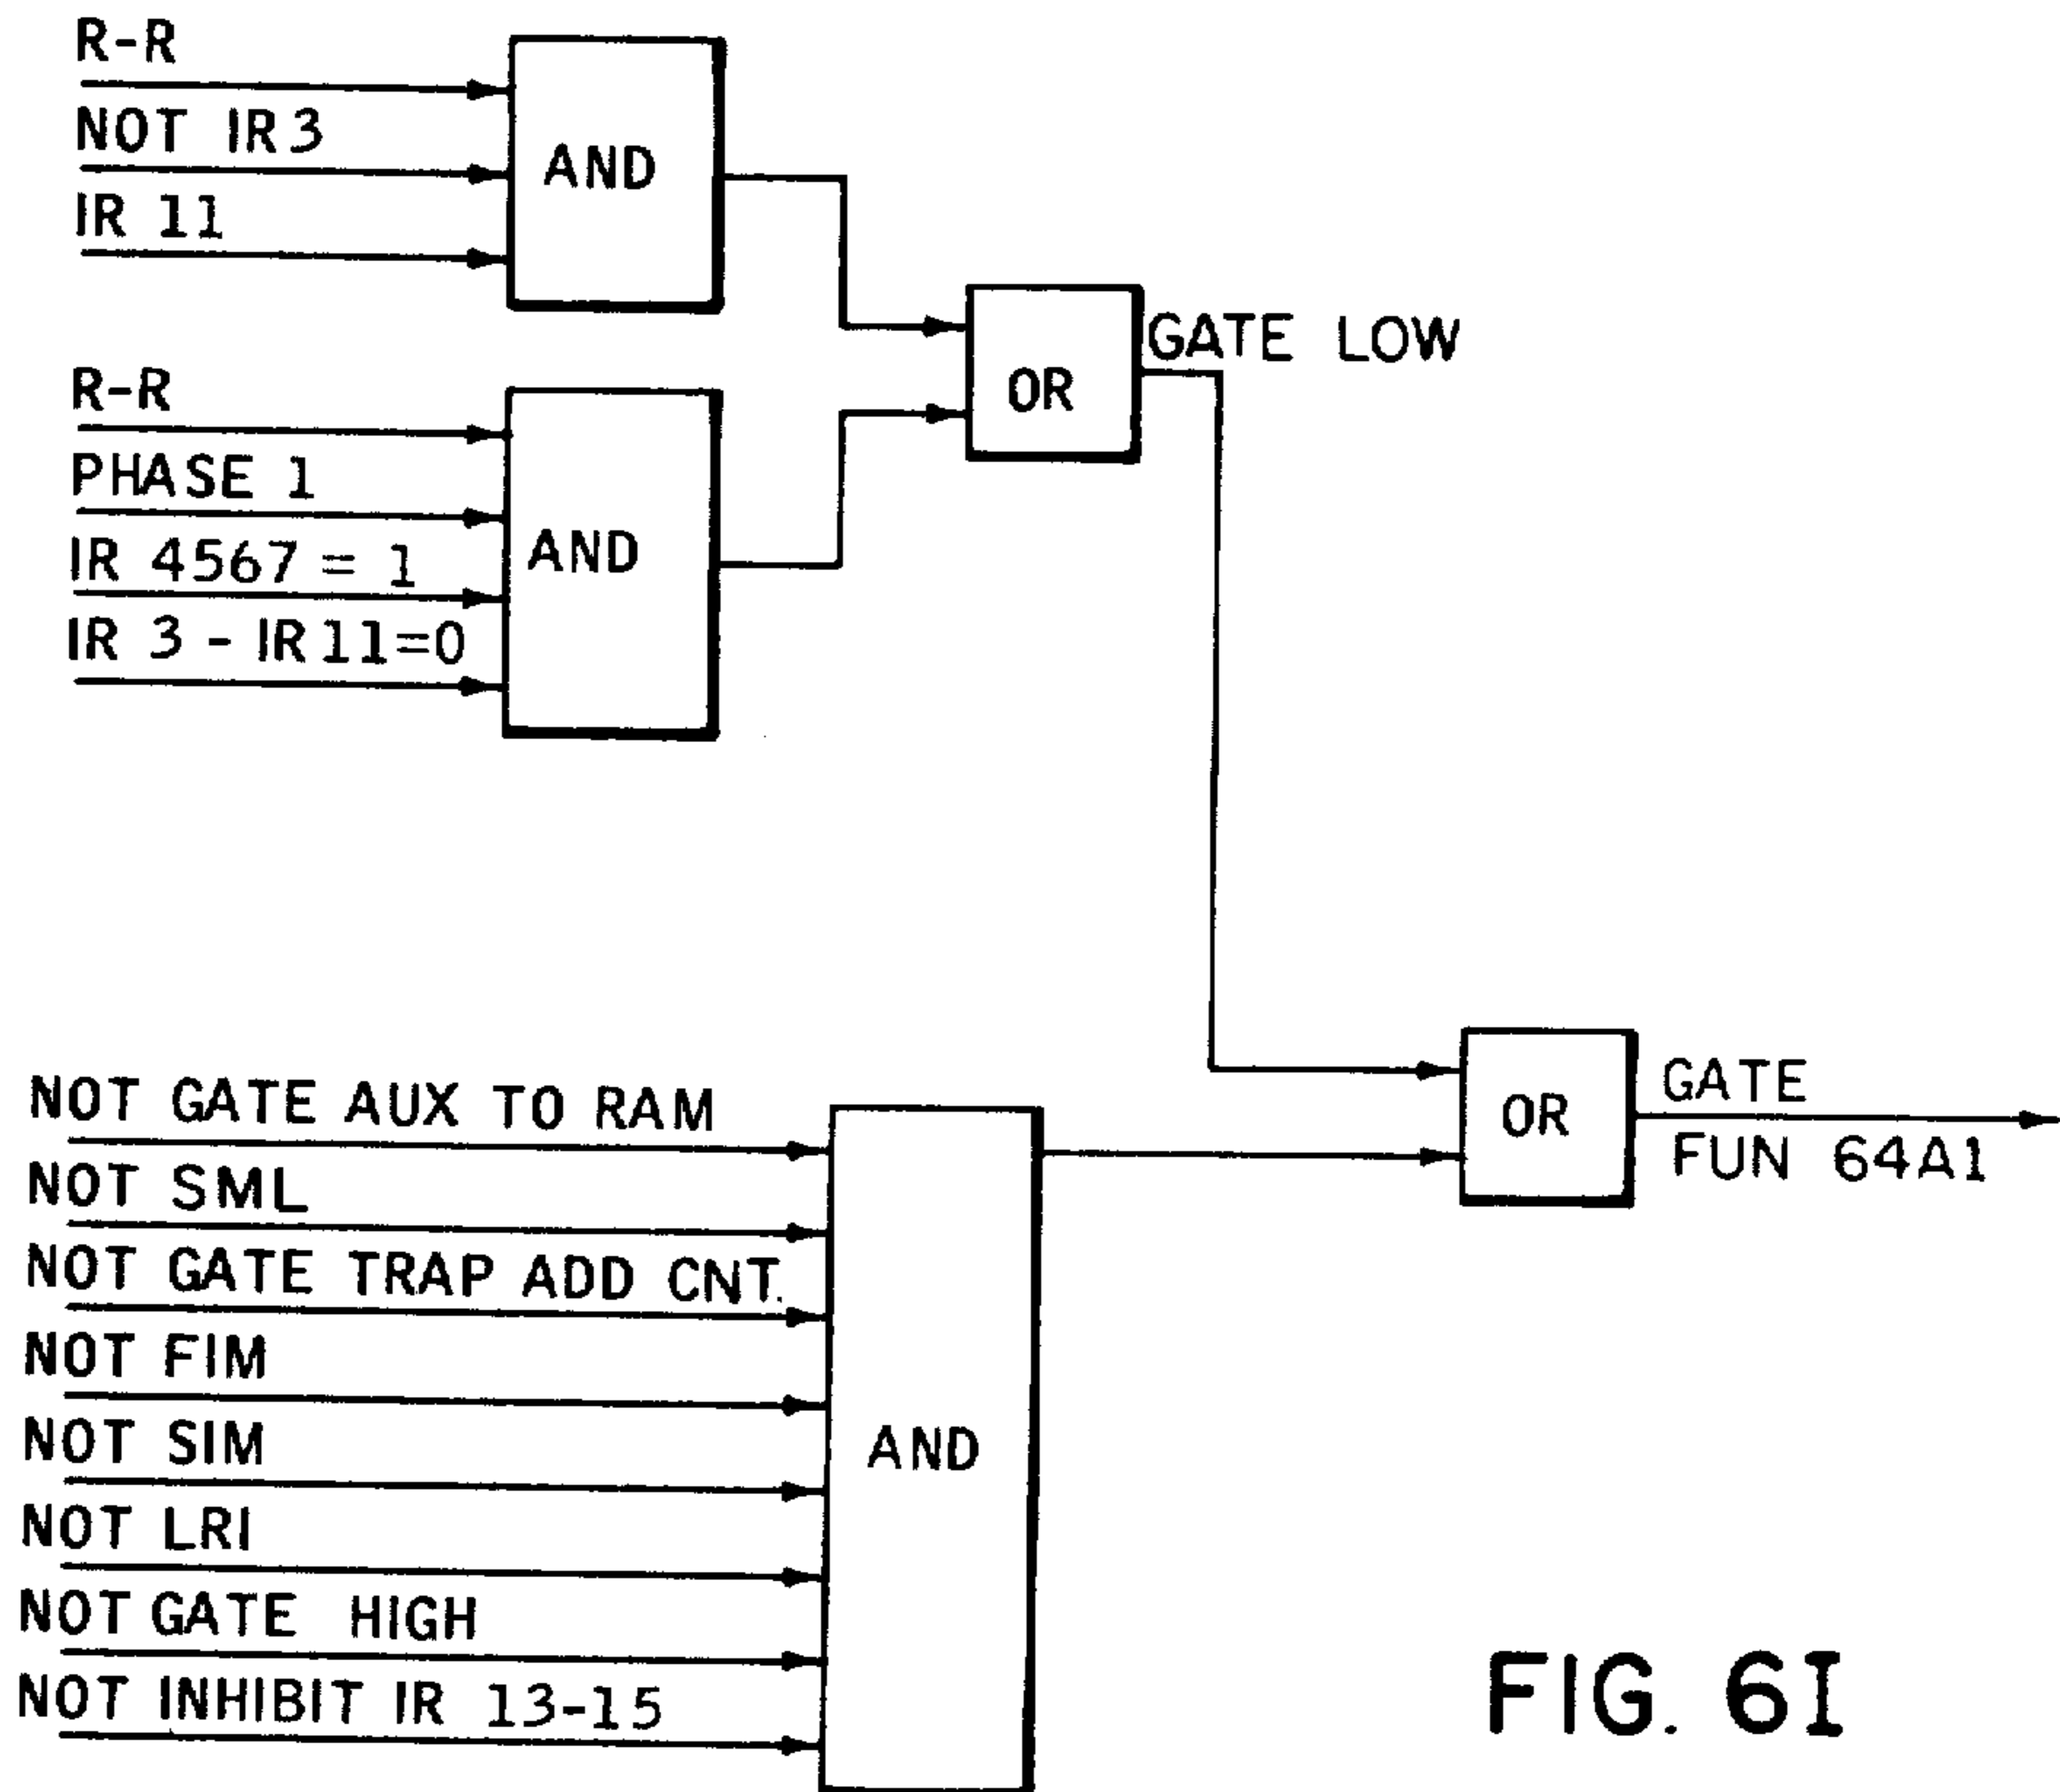 R-R
NOT IR3
IR 11
AND
R-R
PHASE 1
IR 4567 = 1
IR 3 - IR11=0
AND
OR
GATE LOW
NOT GATE AUX TO RAM
NOT SML
NOT GATE TRAP ADD CNT.
NOT FIM
NOT SIM
NOT LRI
NOT GATE HIGH
NOT INHIBIT IR 13-15
AND
OR
GATE
FUN 64A1
FIG. 6I